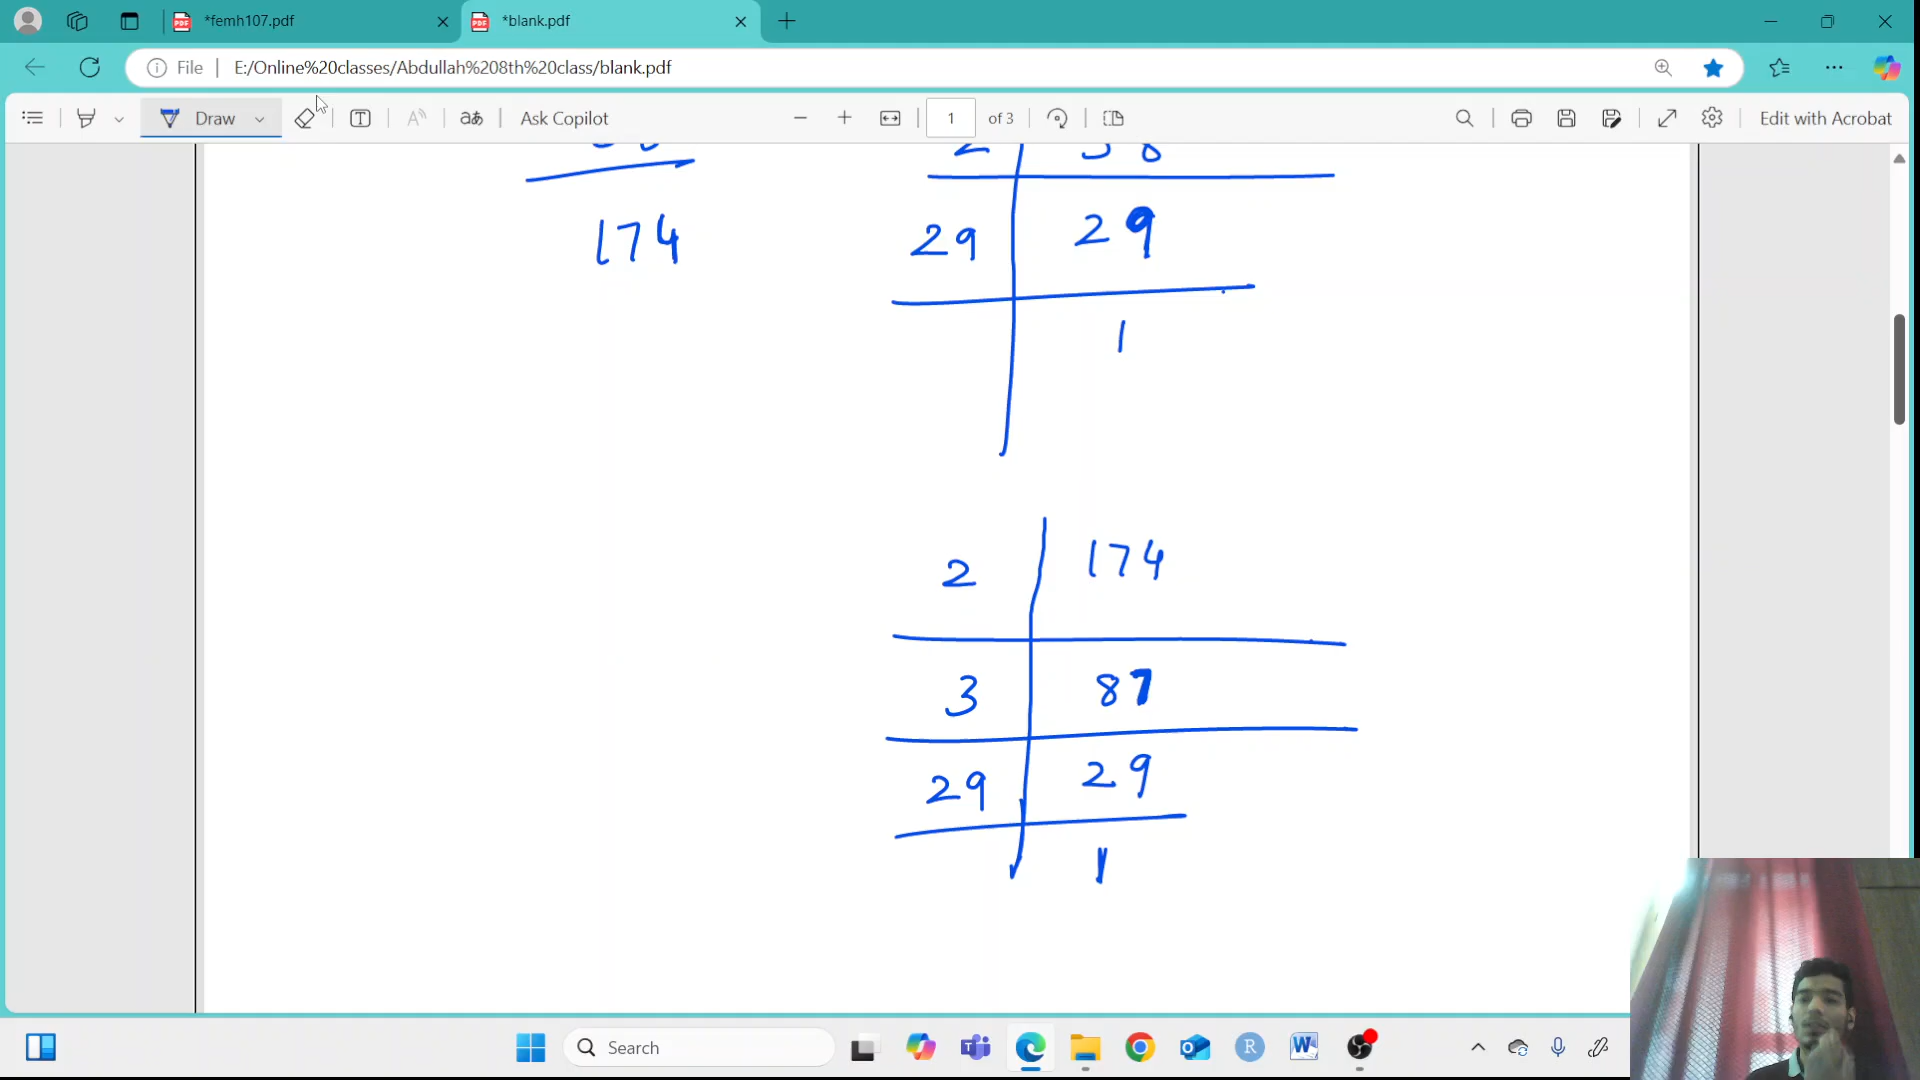 *femh107.pdf
*blank.pdf
File
E:/Online%20classes/Abdullah%208th%20class/blank.pdf
Draw
Ask Copilot
1 of 3
Edit with Acrobat
174
29 29
1
2 174
3 87
29 29
1
Search